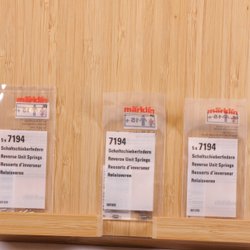 märklin
5x 7194
Schaltschieberfedern
Reverse Unit Springs
Ressorts d'inverseur
Relaisveren
märklin
7194
Schaltschieberfedern
Reverse Unit Springs
Ressorts d'inverseur
Relaisveren
märklin
5x 7194
Schaltschieberfedern
Reverse Unit Springs
Ressorts d'inverseur
Relaisveren